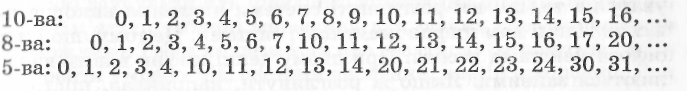 10-ва: 0, 1, 2, 3, 4, 5, 6, 7, 8, 9, 10, 11, 12, 13, 14, 15, 16, ...
8-ва: 0, 1, 2, 3, 4, 5, 6, 7, 10, 11, 12, 13, 14, 15, 16, 17, 20, ...
5-ва: 0, 1, 2, 3, 4, 10, 11, 12, 13, 14, 20, 21, 22, 23, 24, 30, 31, ...